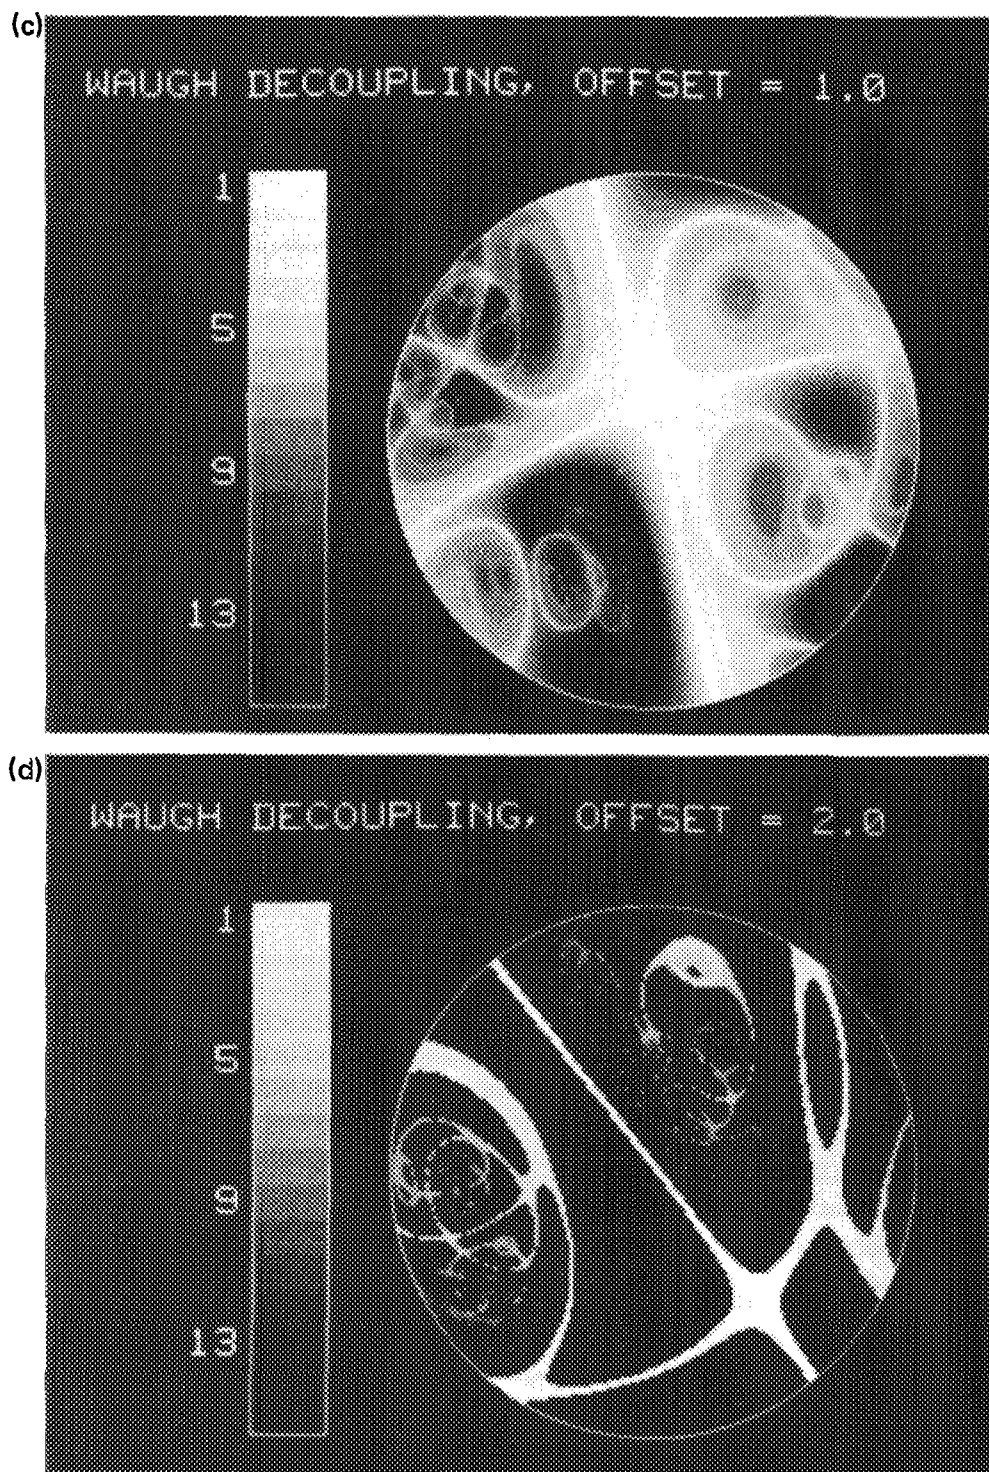 (c)
WAUGH DECOUPLING, OFFSET = 1.0
1
5
9
13
(d)
WAUGH DECOUPLING, OFFSET = 2.0
1
5
9
13